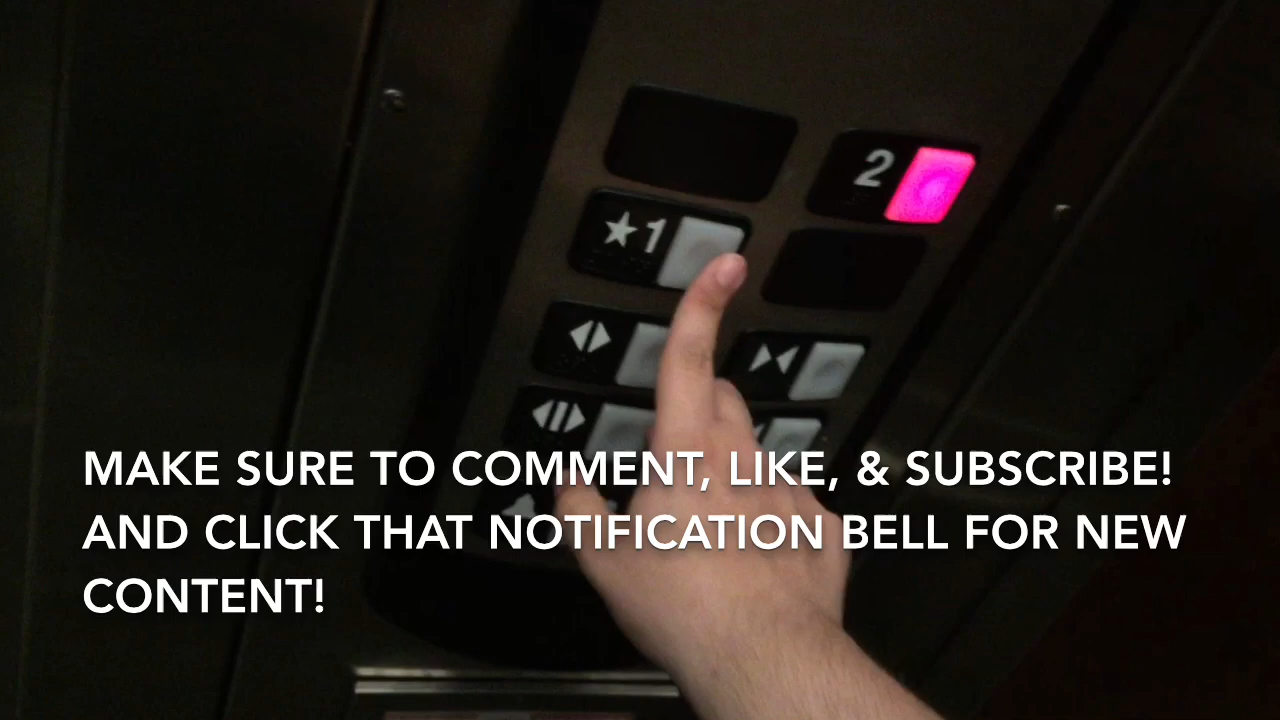 2
★1
MAKE SURE TO COMMENT, LIKE, & SUBSCRIBE!
AND CLICK THAT NOTIFICATION BELL FOR NEW
CONTENT!